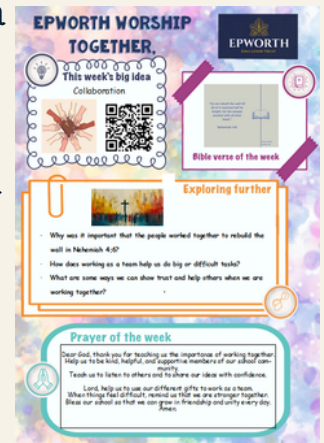 EPWORTH WORSHIP
TOGETHER.
EPWORTH
This week's big idea
Collaboration
Bible verse of the week
Exploring further
Why was it important that the people worked together to rebuild the
wall in Nehemiah 4:6?
How does working as a team help us do big or difficult tasks?
What are some ways we can show trust and help others when we are
working together?
Prayer of the week
Dear God, thank you for teaching us the importance of working together.
Help us to be kind, helpful, and supportive members of our school com-
munity.
Teach us to listen to others and to share our ideas with confidence.
Lord, help us to use our different gifts to work as a team.
When things feel difficult, remind us that we are stronger together.
Bless our school so that we can grow in friendship and unity every day.
Amen.